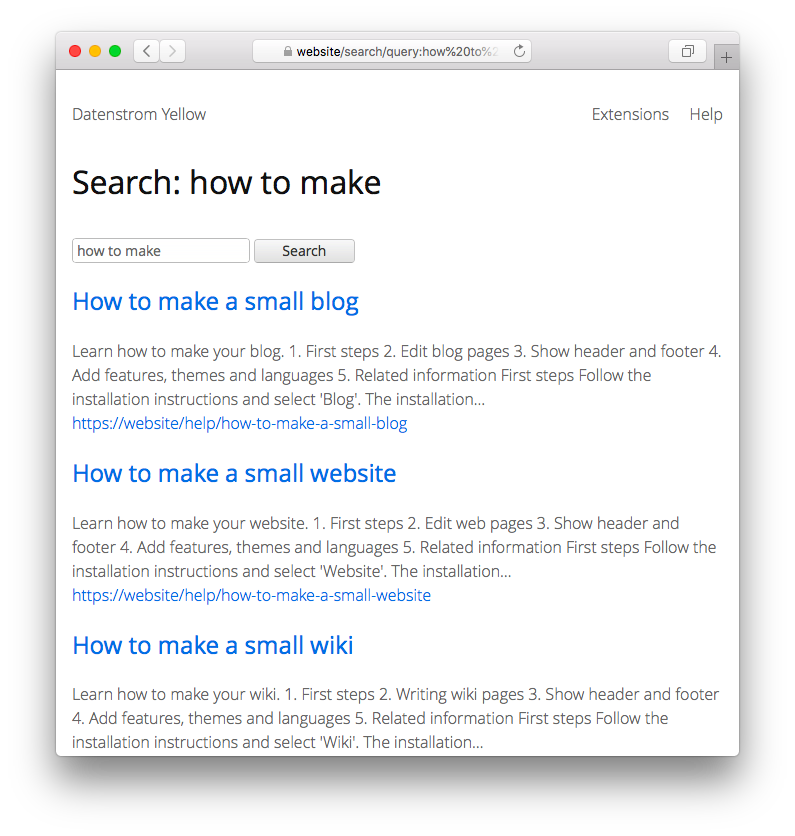 website/search/query:how%20to%2
Datenstrom Yellow
Extensions Help
Search: how to make
how to make Search
How to make a small blog
Learn how to make your blog. 1. First steps 2. Edit blog pages 3. Show header and footer 4.
Add features, themes and languages 5. Related information First steps Follow the
installation instructions and select 'Blog'. The installation...
https://website/help/how-to-make-a-small-blog
How to make a small website
Learn how to make your website. 1. First steps 2. Edit web pages 3. Show header and
footer 4. Add features, themes and languages 5. Related information First steps Follow the
installation instructions and select 'Website'. The installation...
https://website/help/how-to-make-a-small-website
How to make a small wiki
Learn how to make your wiki. 1. First steps 2. Writing wiki pages 3. Show header and footer
4. Add features, themes and languages 5. Related information First steps Follow the
installation instructions and select 'Wiki'. The installation...